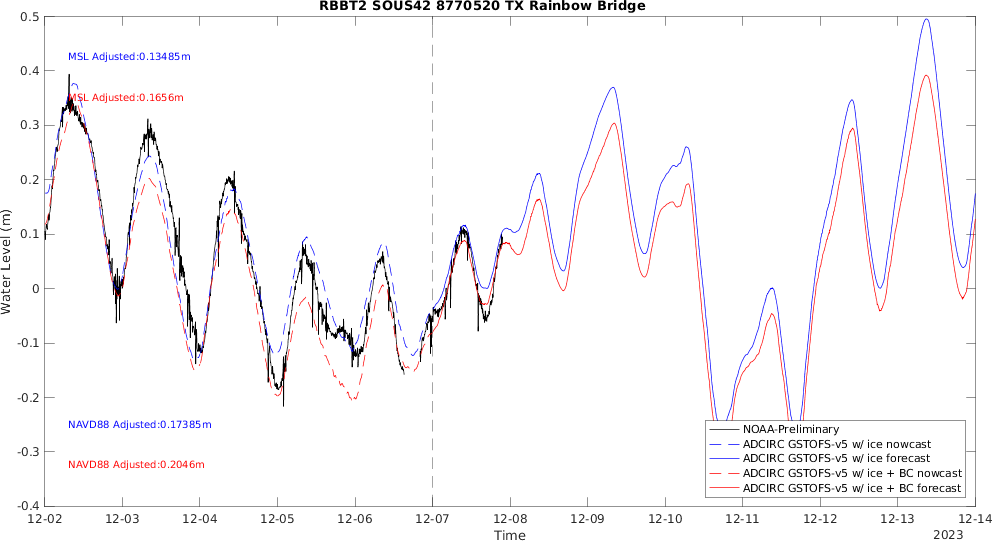 RBBT2 SOUS42 8770520 TX Rainbow Bridge
Water Level (m)
0.5
0.4
0.3
0.2
0.1
0
-0.1
-0.2
-0.3
-0.4
MSL Adjusted:0.13485m
MSL Adjusted:0.1656m
NAVD88 Adjusted:0.17385m
NAVD88 Adjusted:0.2046m
NOAA-Preliminary
ADCIRC GSTOFS-v5 w/ ice nowcast
ADCIRC GSTOFS-v5 w/ ice forecast
ADCIRC GSTOFS-v5 w/ ice + BC nowcast
ADCIRC GSTOFS-v5 w/ ice + BC forecast
12-02 12-03 12-04 12-05 12-06 12-07 12-08 12-09 12-10 12-11 12-12 12-13 12-14
Time
2023